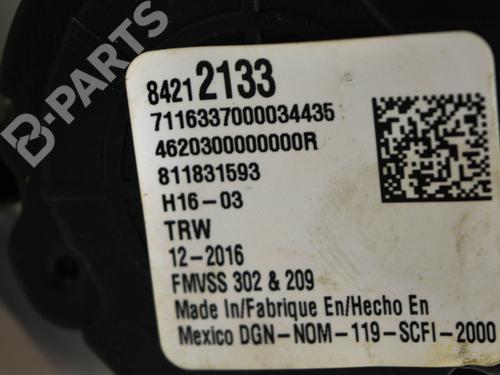 B-PARTS
84212133
7116337000034435
4620300000000R
811831593
H16-03
TRW
12-2016
FMVSS 302 & 209
Made In/Fabrique En/Hecho En
Mexico DGN-NOM-119-SCFI-2000